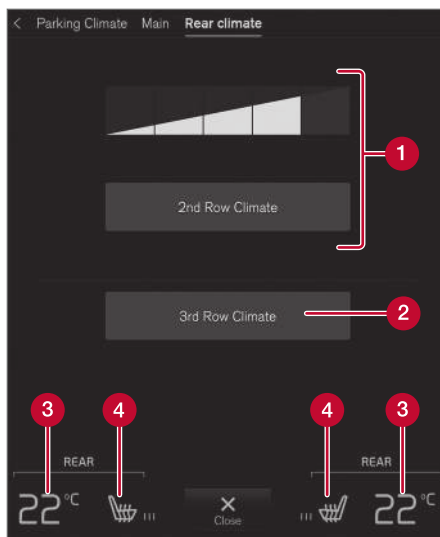 < Parking Climate Main Rear climate
1
2nd Row Climate
3rd Row Climate
2
3 4 4 3
REAR REAR
22°C 22°C
Close